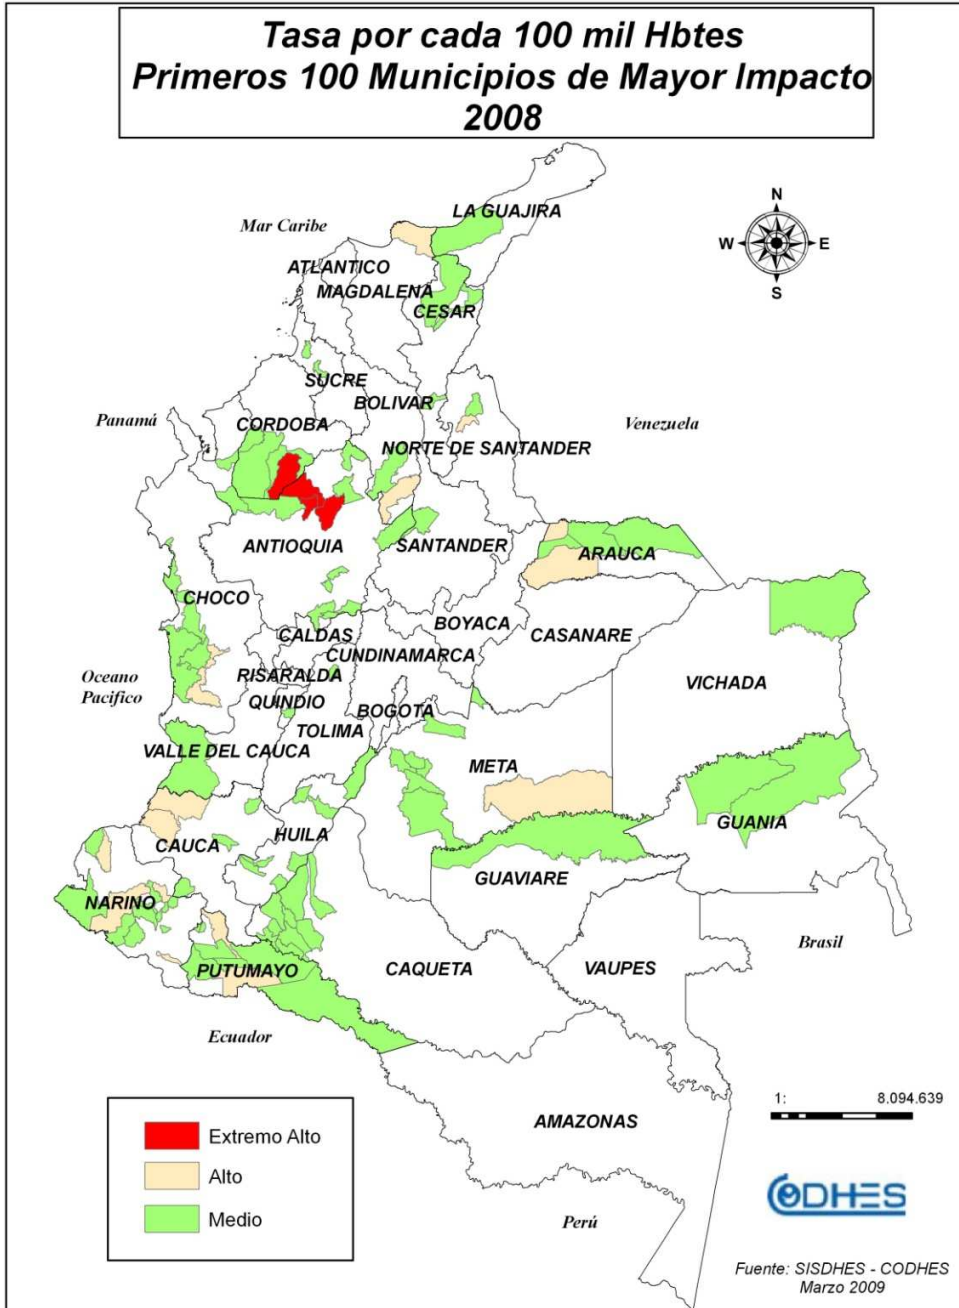 Tasa por cada 100 mil Hbtes
Primeros 100 Municipios de Mayor Impacto
2008
N
W
E
S
Mar Caribe
LA GUAJIRA
ATLANTICO
MAGDALENA
CESAR
SUCRE
BOLIVAR
Panamá
CORDOBA
Venezuela
NORTE DE SANTANDER
ANTIOQUIA
SANTANDER
ARAUCA
CHOCO
CALDAS
BOYACA
CASANARE
CUNDINAMARCA
Oceano
Pacifico
RISARALDA
VICHADA
QUINDIO
BOGOTA
TOLIMA
VALLE DEL CAUCA
META
GUANIA
HUILA
CAUCA
GUAVIARE
NARINO
Brasil
PUTUMAYO
CAQUETA
VAUPES
Ecuador
1: 8.094.639
AMAZONAS
Extremo Alto
Alto
Medio
CODHES
Perú
Fuente: SISDHES - CODHES
Marzo 2009